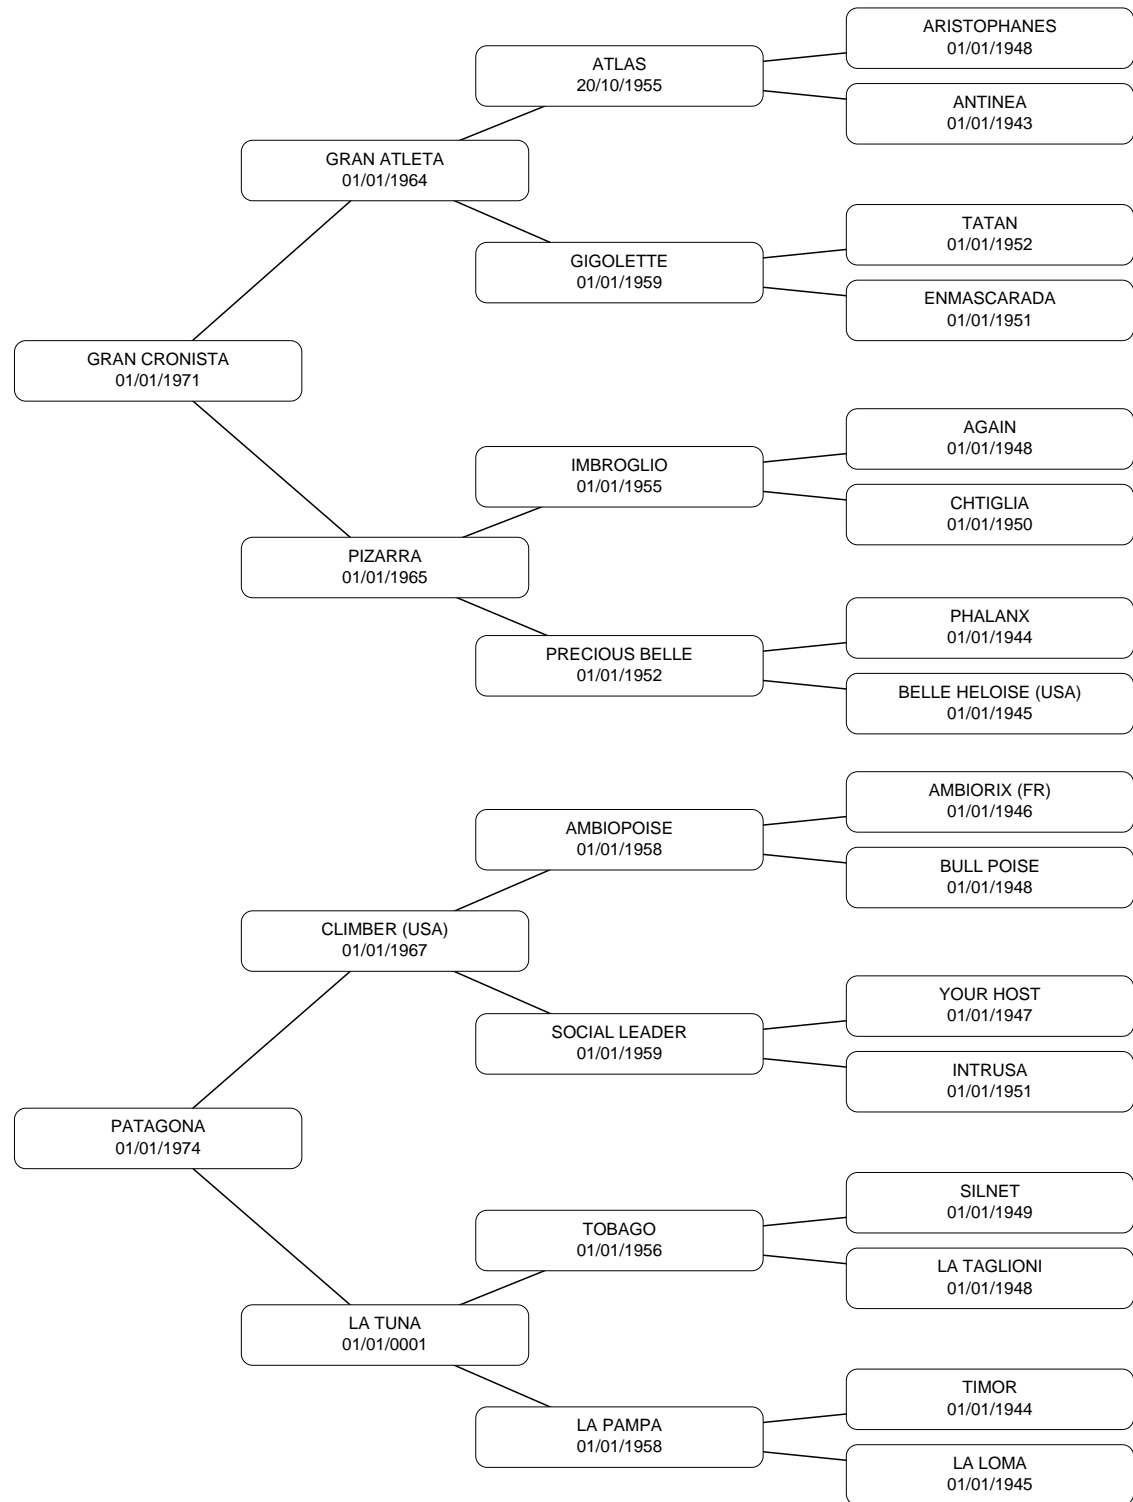 ARISTOPHANES
01/01/1948
ATLAS
20/10/1955
ANTINEA
01/01/1943
GRAN ATLETA
01/01/1964
TATAN
01/01/1952
GIGOLETTE
01/01/1959
ENMASCARADA
01/01/1951
GRAN CRONISTA
01/01/1971
AGAIN
01/01/1948
IMBROGLIO
01/01/1955
CHTIGLIA
01/01/1950
PIZARRA
01/01/1965
PHALANX
01/01/1944
PRECIOUS BELLE
01/01/1952
BELLE HELOISE (USA)
01/01/1945
AMBIORIX (FR)
01/01/1946
AMBIOPOISE
01/01/1958
BULL POISE
01/01/1948
CLIMBER (USA)
01/01/1967
YOUR HOST
01/01/1947
SOCIAL LEADER
01/01/1959
INTRUSA
01/01/1951
PATAGONA
01/01/1974
SILNET
01/01/1949
TOBAGO
01/01/1956
LA TAGLIONI
01/01/1948
LA TUNA
01/01/0001
TIMOR
01/01/1944
LA PAMPA
01/01/1958
LA LOMA
01/01/1945